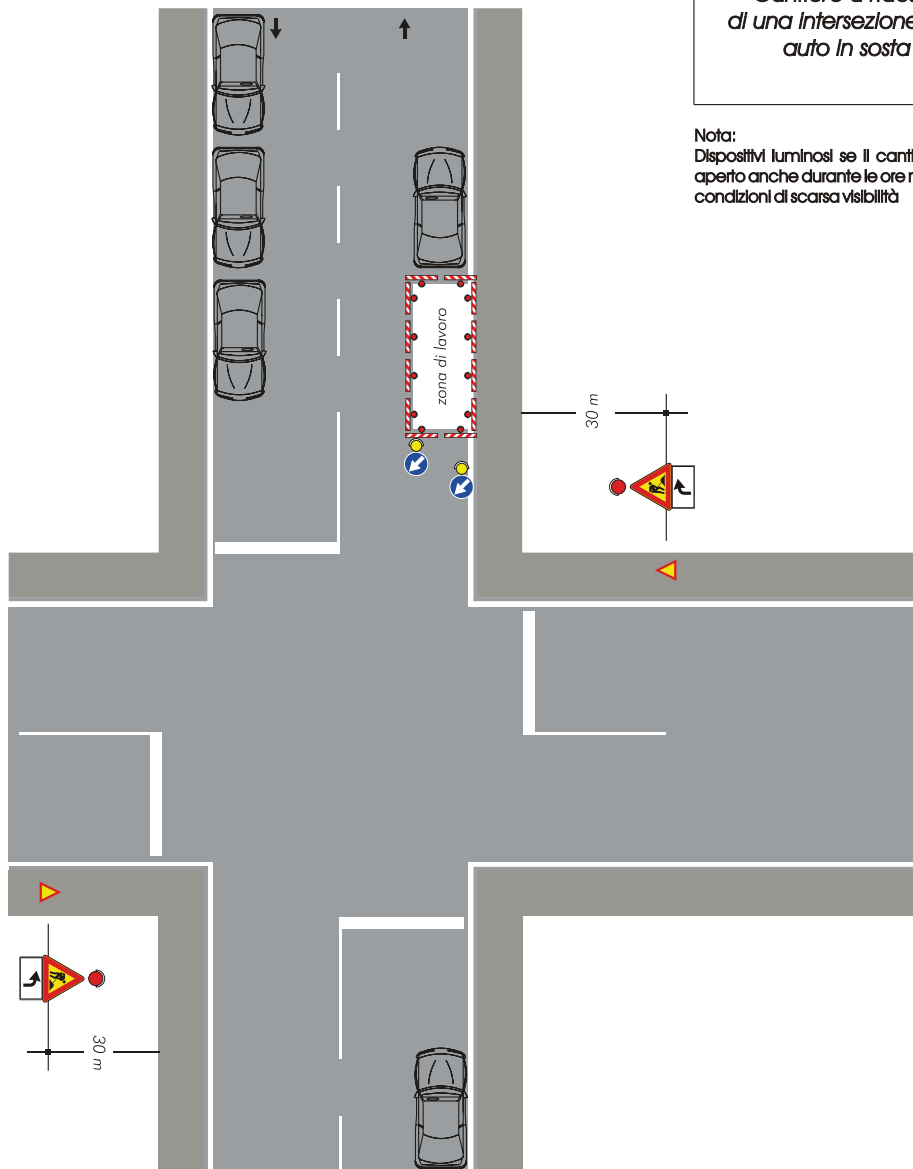 di una intersezione
auto in sosta
Nota:
Dispositivi luminosi se il
aperto anche durante le ore
condizioni di scarsa visibilità
zona di lavoro
30 m
30 m